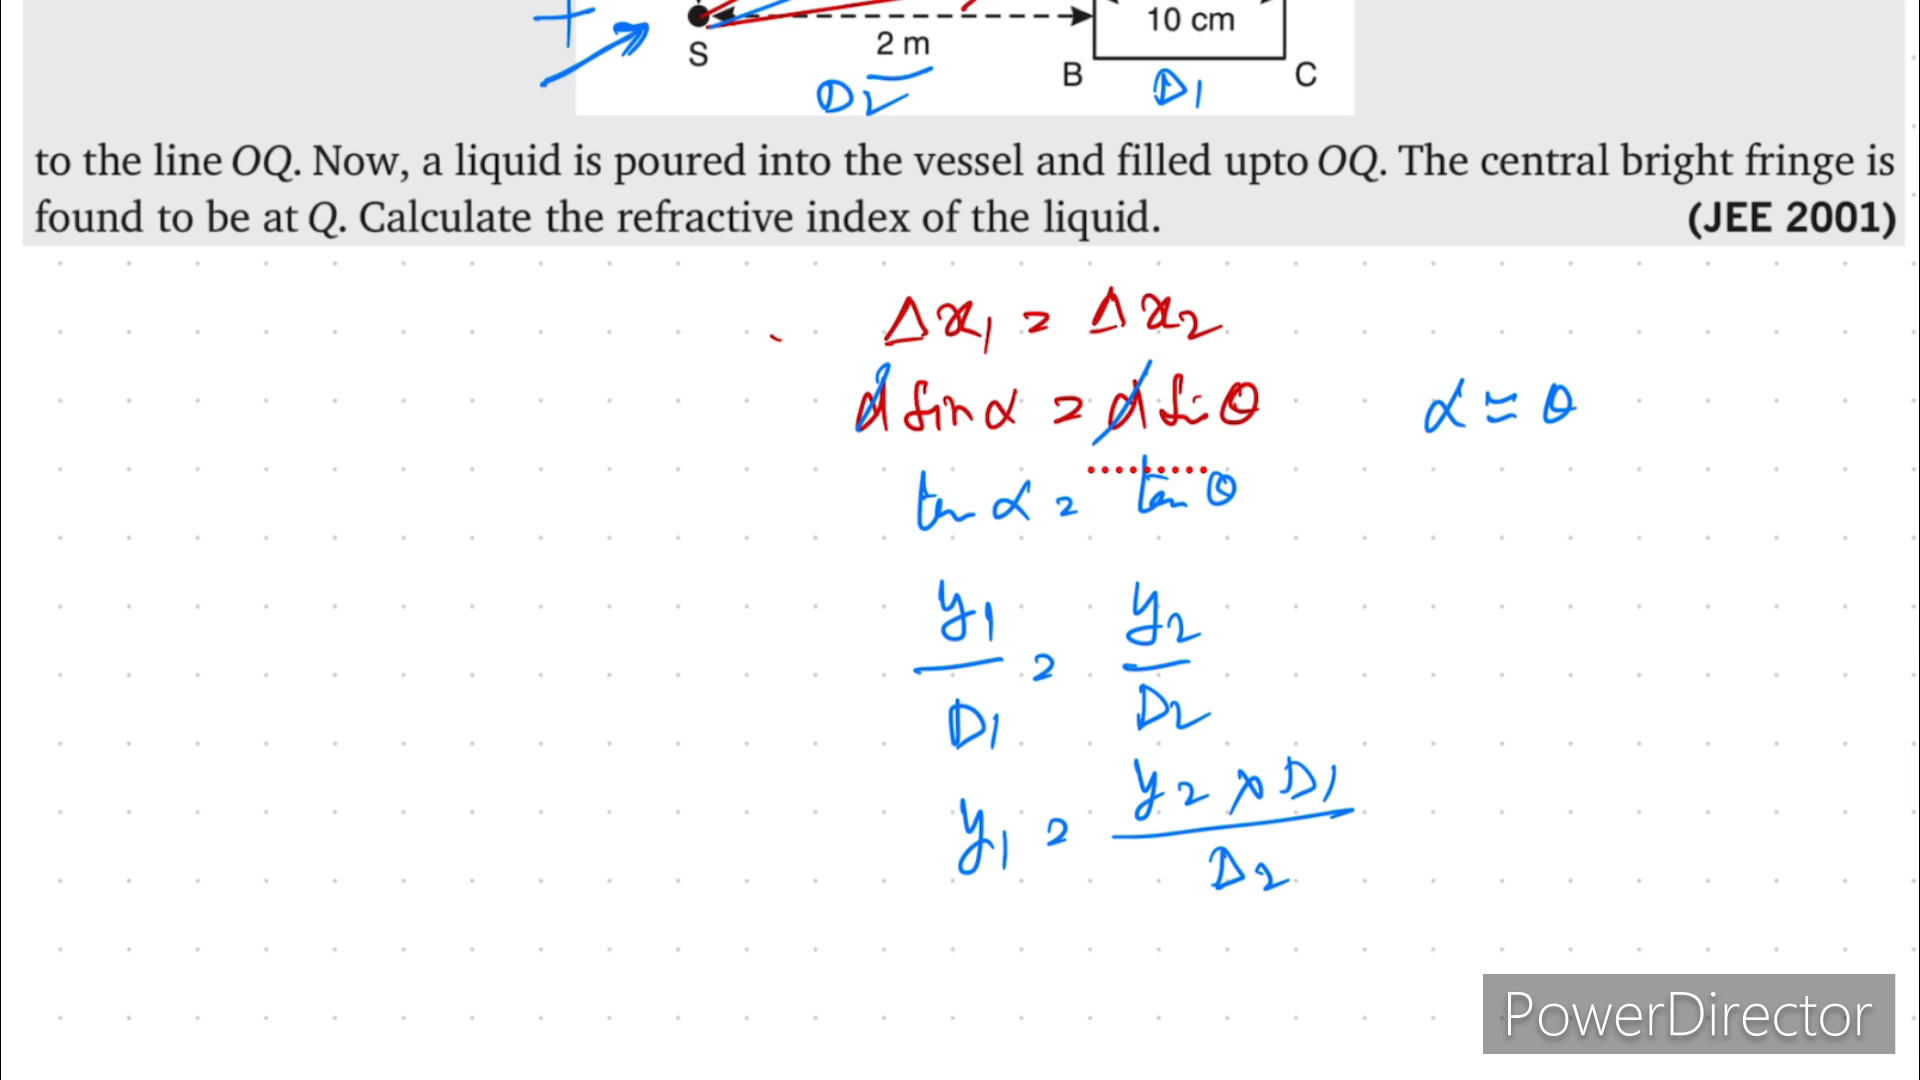 10 cm
S
2 m
B
C
D2
D1
to the line OQ. Now, a liquid is poured into the vessel and filled upto OQ. The central bright fringe is
found to be at Q. Calculate the refractive index of the liquid. (JEE 2001)
Δx1 = Δx2
d sin α = d sin θ
α ≈ θ
tan α = tan θ
y1/D1 = y2/D2
y1 = y2 × D1/D2
PowerDirector